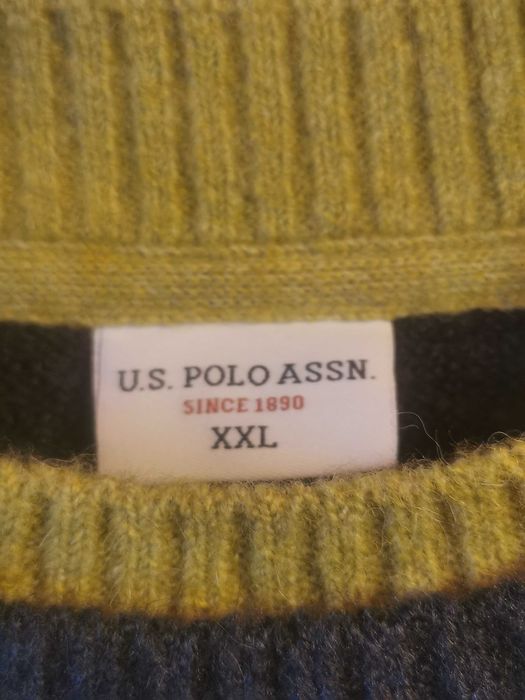 U.S. POLO ASSN.
SINCE 1890
XXL